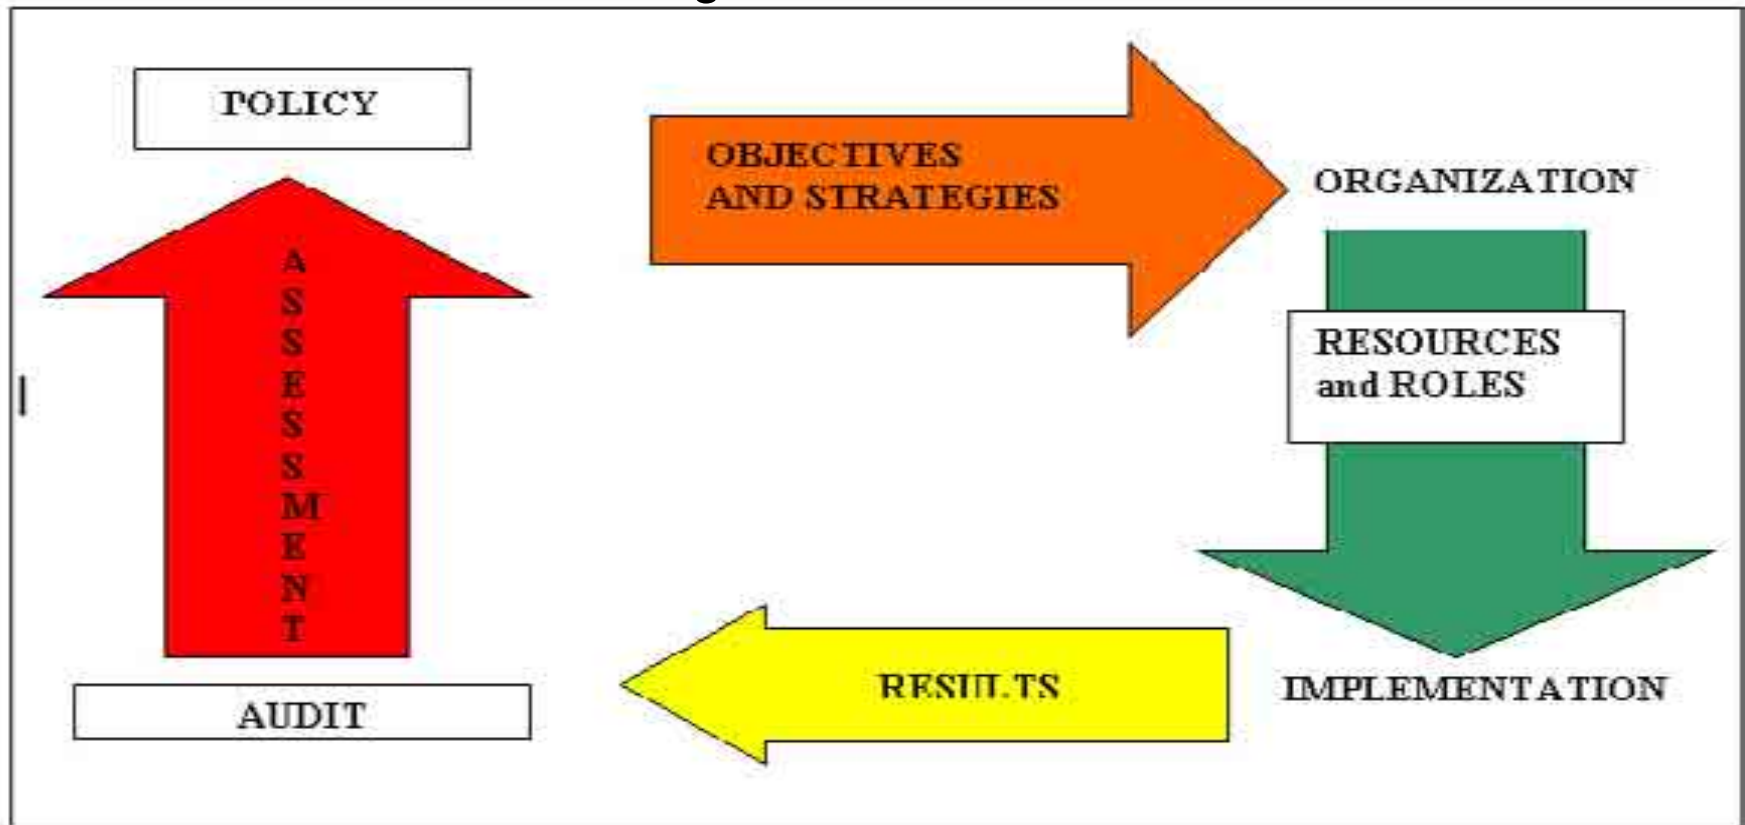 POLICY
OBJECTIVES
AND STRATEGIES
ORGANIZATION
ASSESSMENT
RESOURCES
and ROLES
RESULTS
IMPLEMENTATION
AUDIT